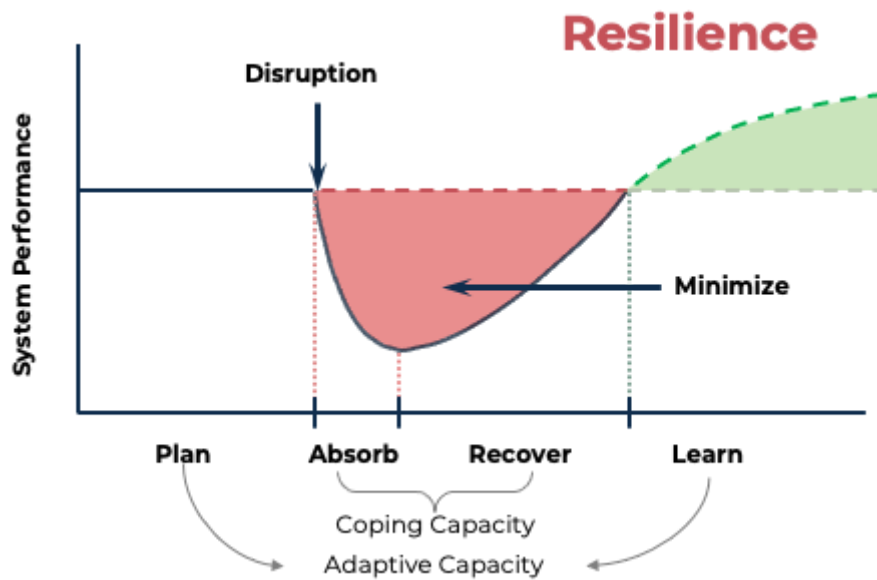 Resilience
Disruption
System Performance
Minimize
Plan
Absorb
Recover
Learn
Coping Capacity
Adaptive Capacity